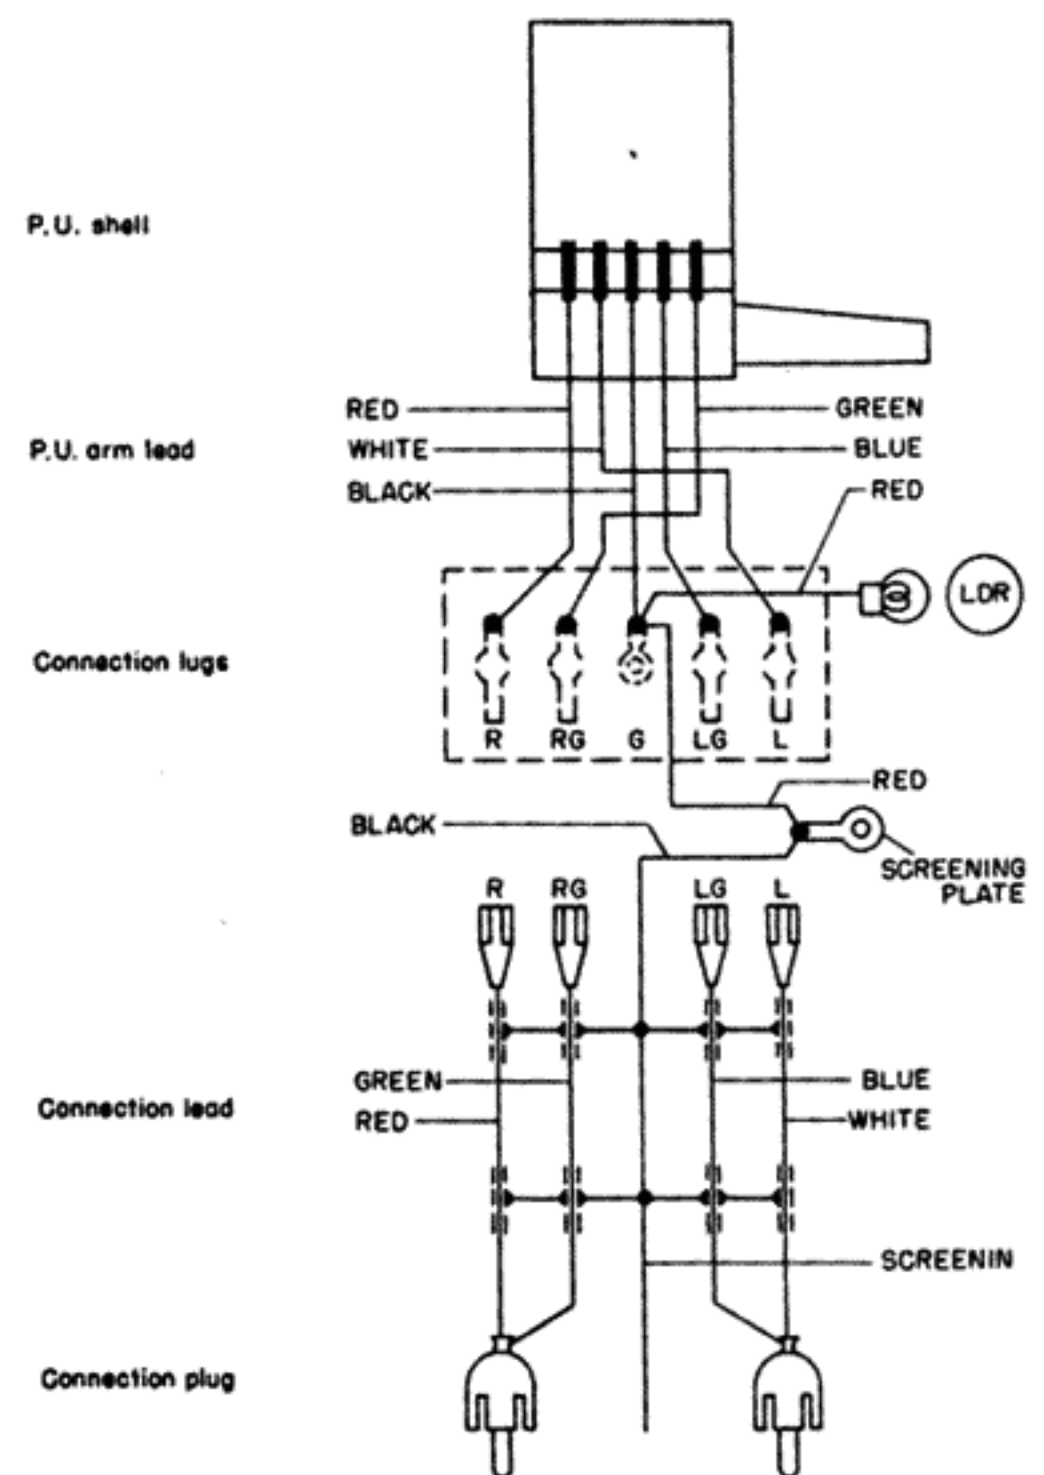 P.U. shell
RED
GREEN
P.U. arm lead
WHITE
BLUE
BLACK
RED
LDR
Connection lugs
R RG G LG L
RED
BLACK
SCREENING
PLATE
R RG LG L
GREEN
BLUE
Connection lead
RED
WHITE
SCREENIN
Connection plug